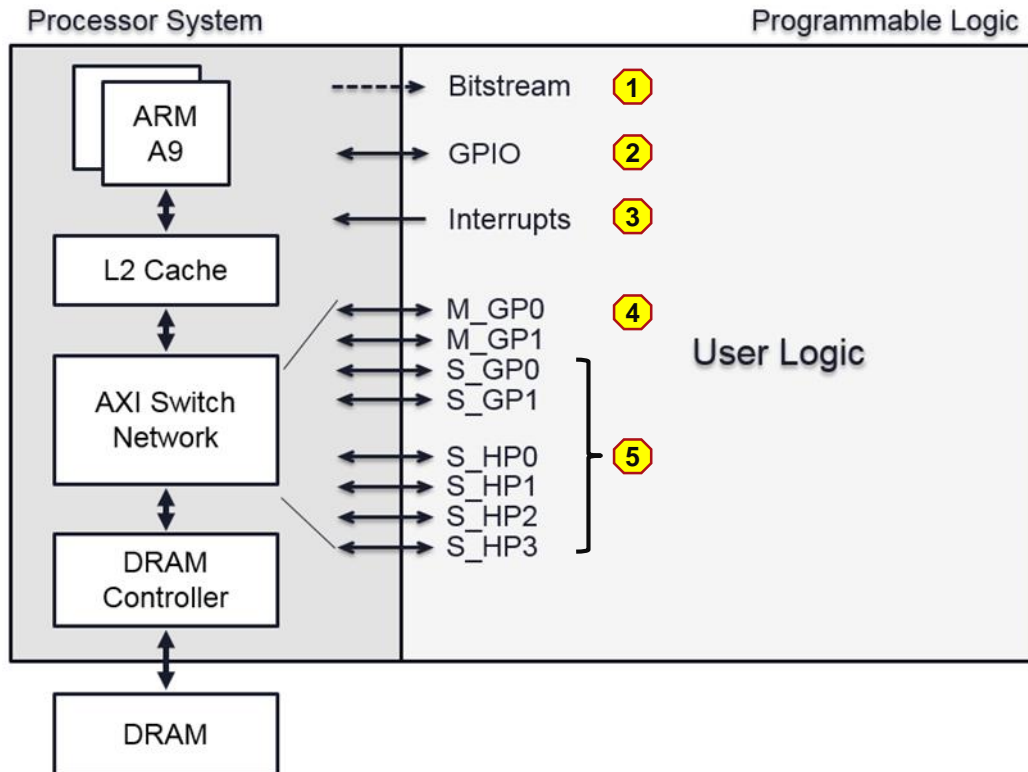 Processor System
Programmable Logic
ARM
A9
Bitstream
1
GPIO
2
Interrupts
3
L2 Cache
M_GP0
4
M_GP1
S_GP0
S_GP1
User Logic
AXI Switch
Network
S_HP0
5
S_HP1
S_HP2
S_HP3
DRAM
Controller
DRAM